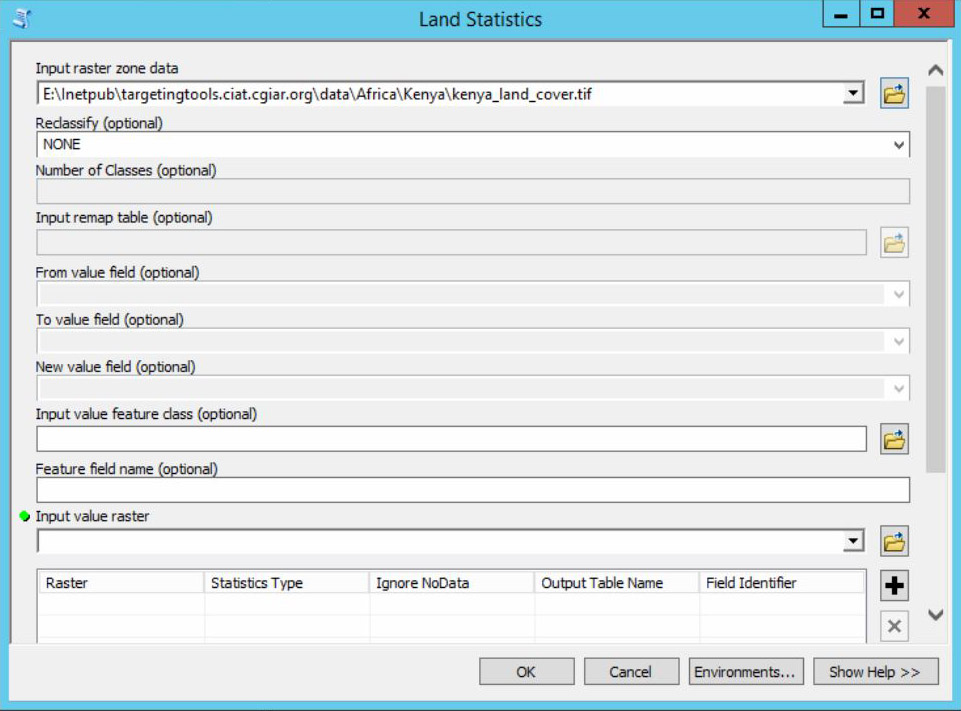 Land Statistics
Input raster zone data
E:\Inetpub\targetingtools.ciat.cgiar.org\data\Africa\Kenya\kenya_land_cover.tif
Reclassify (optional)
NONE
Number of Classes (optional)
Input remap table (optional)
From value field (optional)
To value field (optional)
New value field (optional)
Input value feature class (optional)
Feature field name (optional)
Input value raster
Raster Statistics Type Ignore NoData Output Table Name Field Identifier
OK Cancel Environments... Show Help >>